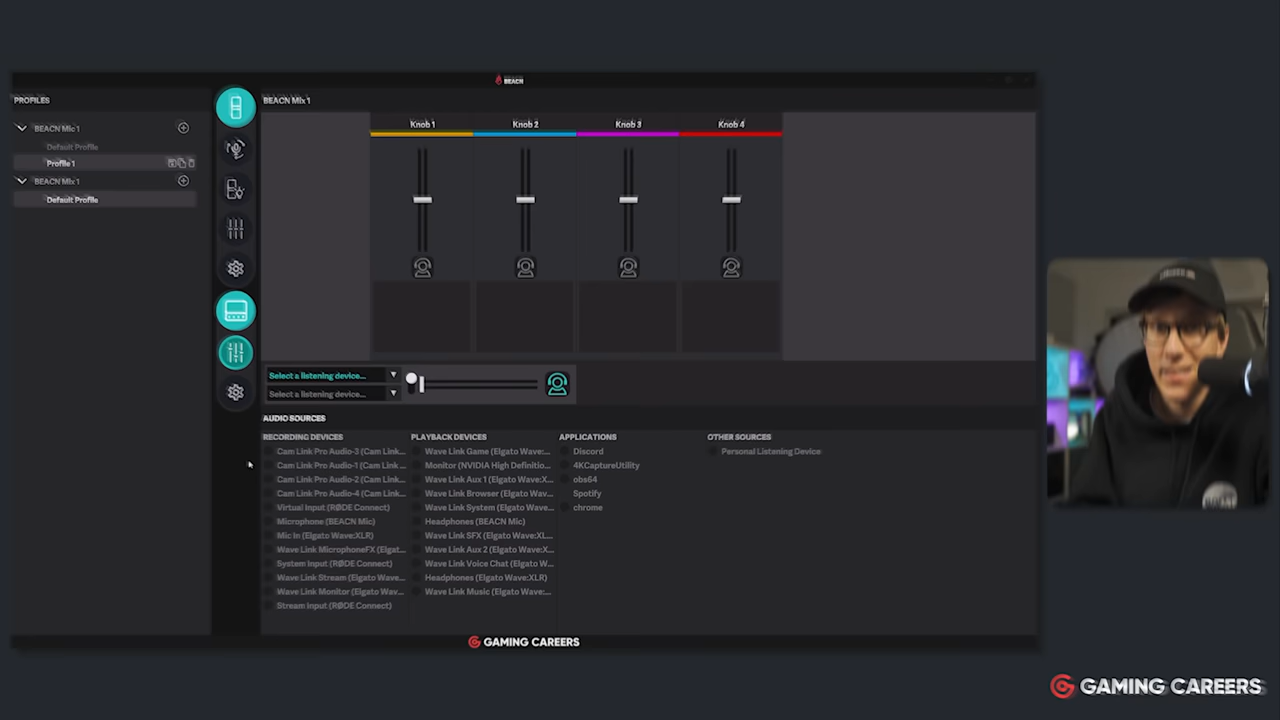 BEACN
PROFILES
BEACN Mic 1
Default Profile
Profile 1
BEACN Mix 1
Default Profile
BEACN Mix 1
Knob 1
Knob 2
Knob 3
Knob 4
Select a listening device...
Select a listening device...
AUDIO SOURCES
RECORDING DEVICES
Cam Link Pro Audio-3 (Cam Link...
Cam Link Pro Audio-1 (Cam Link...
Cam Link Pro Audio-2 (Cam Link...
Cam Link Pro Audio-4 (Cam Link...
Virtual Input (RØDE Connect)
Microphone (BEACN Mic)
Mic In (Elgato Wave:XLR)
Wave Link MicrophoneFX (Elgat...
System Input (RØDE Connect)
Wave Link Stream (Elgato Wave...
Wave Link Monitor (Elgato Wav...
Stream Input (RØDE Connect)
PLAYBACK DEVICES
Wave Link Game (Elgato Wave:...
Monitor (NVIDIA High Definitio...
Wave Link Aux 1 (Elgato Wave:X...
Wave Link Browser (Elgato Wav...
Wave Link System (Elgato Wave...
Headphones (BEACN Mic)
Wave Link SFX (Elgato Wave:XL...
Wave Link Aux 2 (Elgato Wave:X...
Wave Link Voice Chat (Elgato W...
Headphones (Elgato Wave:XLR)
Wave Link Music (Elgato Wave:...
APPLICATIONS
Discord
4KCaptureUtility
obs64
Spotify
chrome
OTHER SOURCES
Personal Listening Device
GAMING CAREERS
GAMING CAREERS